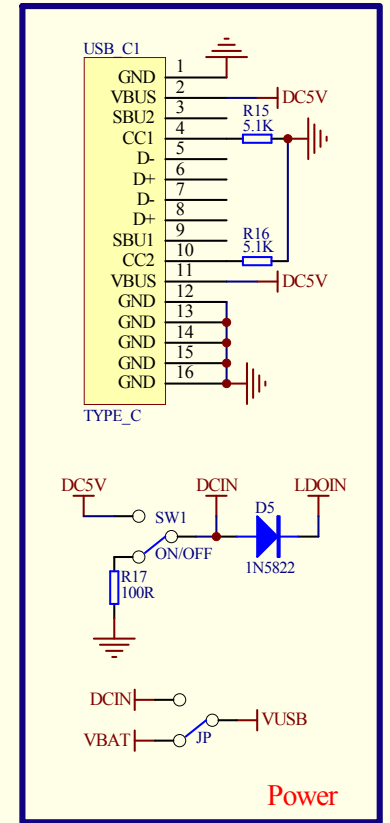 USB_C1
GND 1
VBUS 2 DC5V
SBU2 3 R15
CC1 4 5.1K
D- 5
D+ 6
D- 7
D+ 8
SBU1 9 R16
CC2 10 5.1K
VBUS 11 DC5V
GND 12
GND 13
GND 14
GND 15
GND 16
TYPE_C
DC5V DCIN LDOIN
SW1 D5
ON/OFF 1N5822
R17
100R
DCIN
VUSB
VBAT JP
Power